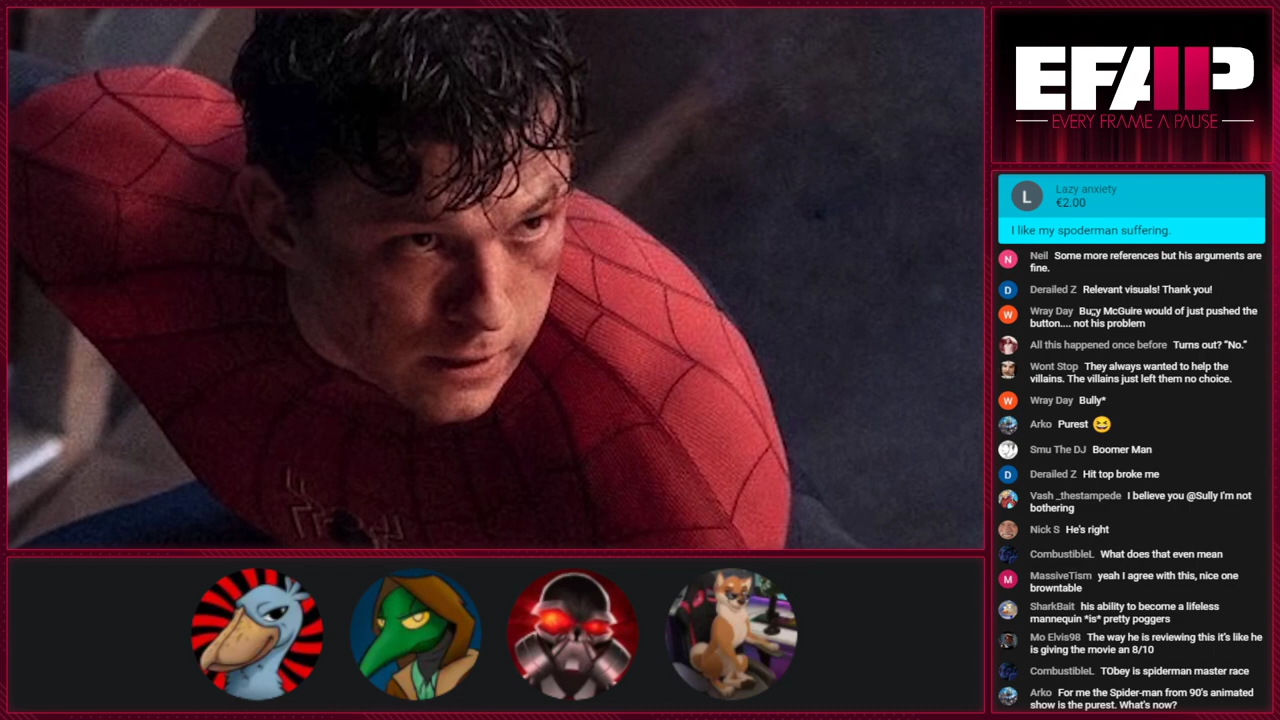 EFAP
EVERY FRAME A PAUSE
L
Lazy anxiety
€2.00
I like my spoderman suffering.
N
Neil Some more references but his arguments are
fine.
D
Derailed Z Relevant visuals! Thank you!
W
Wray Day Bu;;y McGuire would of just pushed the
button.... not his problem
All this happened once before Turns out? “No.”
Wont Stop They always wanted to help the
villains. The villains just left them no choice.
W
Wray Day Bully*
Arko Purest 😆
Smu The DJ Boomer Man
D
Derailed Z Hit top broke me
Vash _thestampede I believe you @Sully I'm not
bothering
Nick S He's right
CombustibleL What does that even mean
M
MassiveTism yeah I agree with this, nice one
browntable
SharkBait his ability to become a lifeless
mannequin *is* pretty poggers
Mo Elvis98 The way he is reviewing this it's like he
is giving the movie an 8/10
CombustibleL TObey is spiderman master race
Arko For me the Spider-man from 90's animated
show is the purest. What's now?